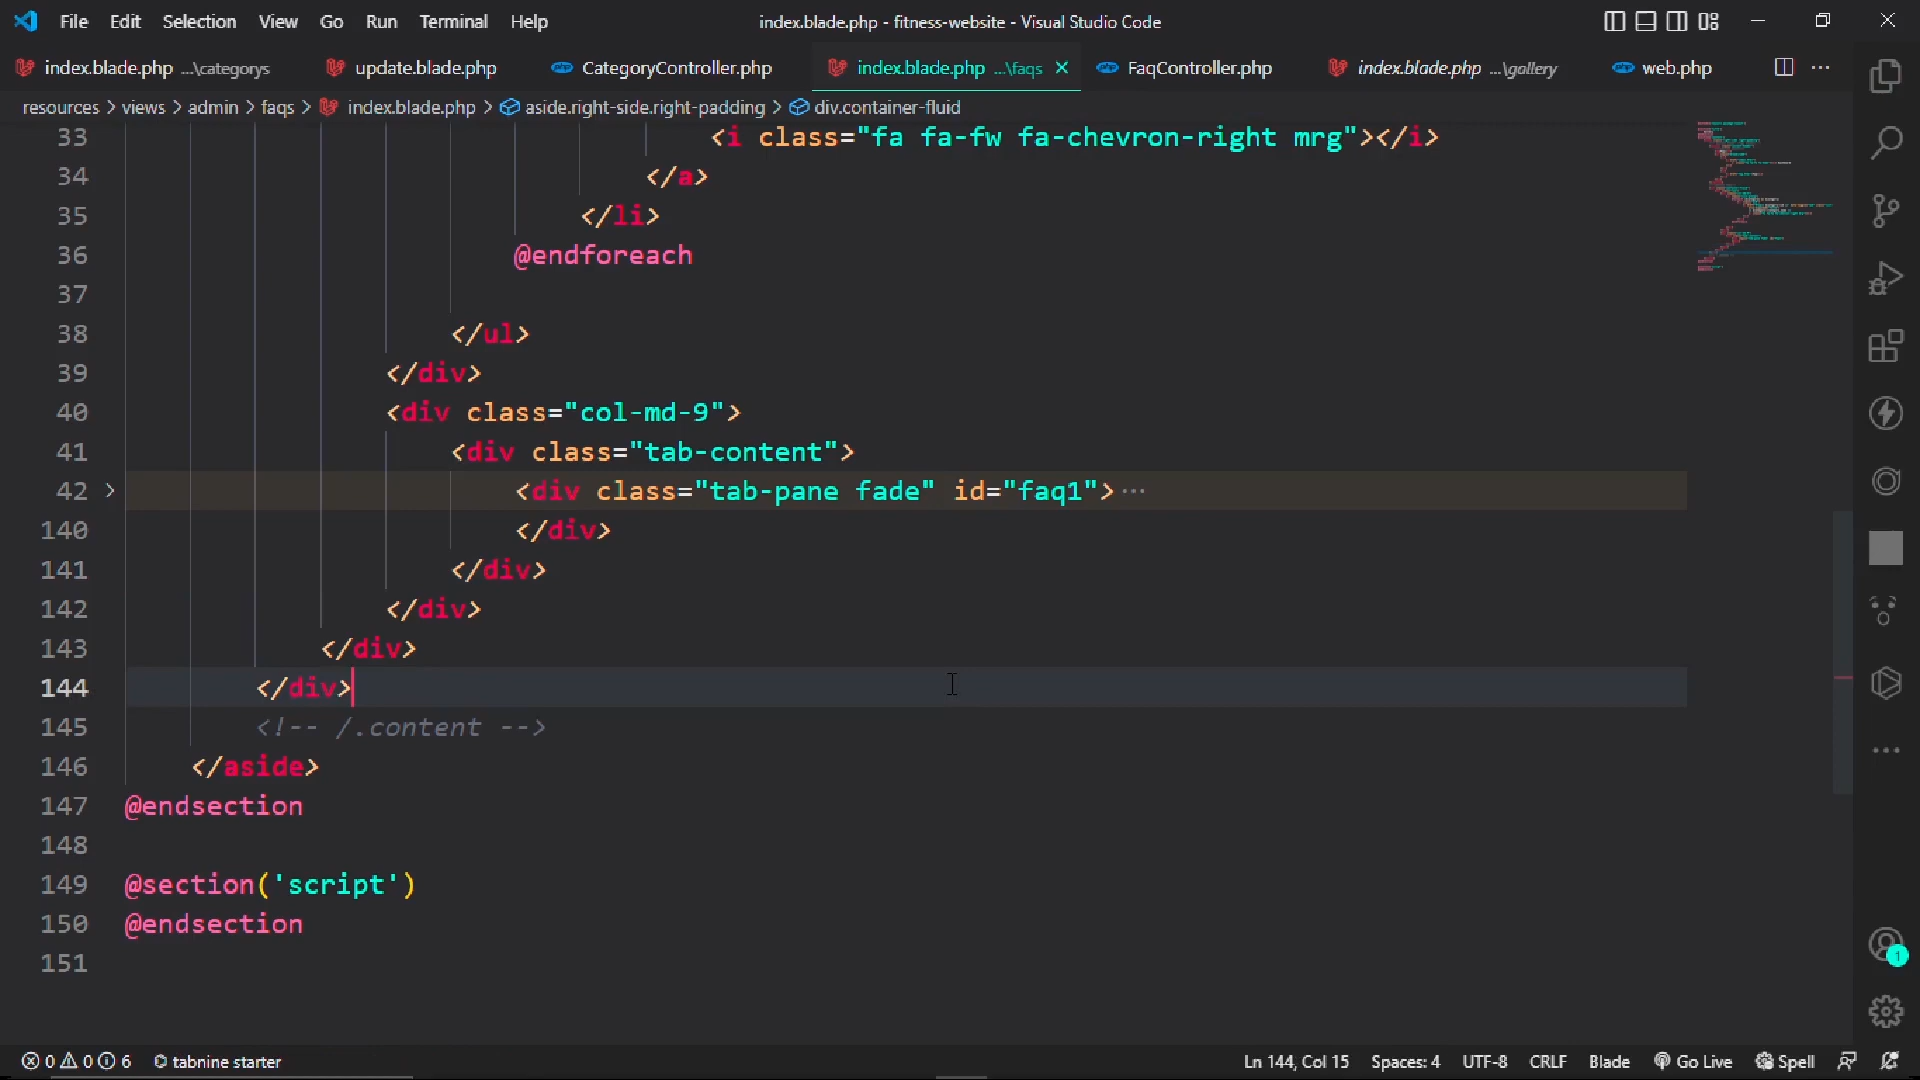 File Edit Selection View Go Run Terminal Help index.blade.php - fitness-website - Visual Studio Code
index.blade.php ...\categorys update.blade.php CategoryController.php index.blade.php ...\faqs FaqController.php index.blade.php ...\gallery web.php
resources > views > admin > faqs > index.blade.php > aside.right-side.right-padding > div.container-fluid
33 <i class="fa fa-fw fa-chevron-right mrg"></i>
34 </a>
35 </li>
36 @endforeach
37
38 </ul>
39 </div>
40 <div class="col-md-9">
41 <div class="tab-content">
42 <div class="tab-pane fade" id="faq1">···
140 </div>
141 </div>
142 </div>
143 </div>
144 </div>
145 <!-- /.content -->
146 </aside>
147 @endsection
148
149 @section('script')
150 @endsection
151
1
0 0 6 tabnine starter Ln 144, Col 15 Spaces: 4 UTF-8 CRLF Blade Go Live Spell